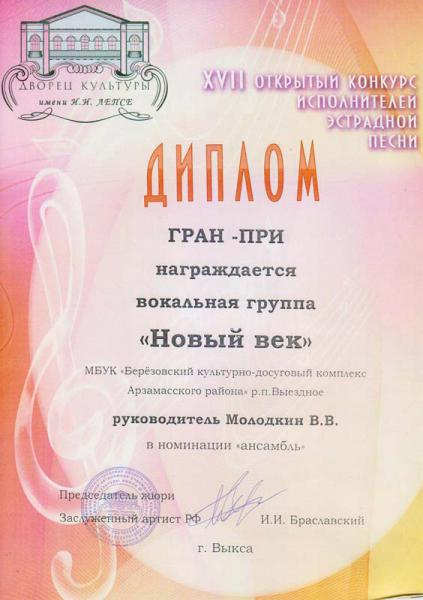 ДВОРЕЦ КУЛЬТУРЫ
имени И.И. ЛЕПСЕ
XVII ОТКРЫТЫЙ КОНКУРС
ИСПОЛНИТЕЛЕЙ
ЭСТРАДНОЙ
ПЕСНИ
ДИПЛОМ
ГРАН -ПРИ
награждается
вокальная группа
«Новый век»
МБУК «Берёзовский культурно-досуговый комплекс
Арзамасского района» р.п.Выездное
руководитель Молодкин В.В.
в номинации «ансамбль»
Председатель жюри
Заслуженный артист РФ И.И. Браславский
г. Выкса